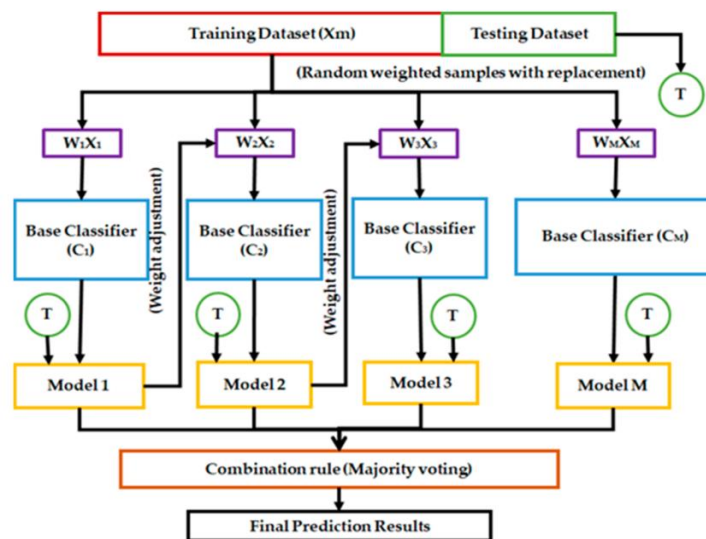 Training Dataset (Xm)
Testing Dataset
(Random weighted samples with replacement)
T
W₁X₁
W₂X₂
W₃X₃
WMXM
(Weight adjustment)
(Weight adjustment)
Base Classifier
(C₁)
Base Classifier
(C₂)
Base Classifier
(C₃)
Base Classifier (CM)
T
T
T
T
Model 1
Model 2
Model 3
Model M
Combination rule (Majority voting)
Final Prediction Results